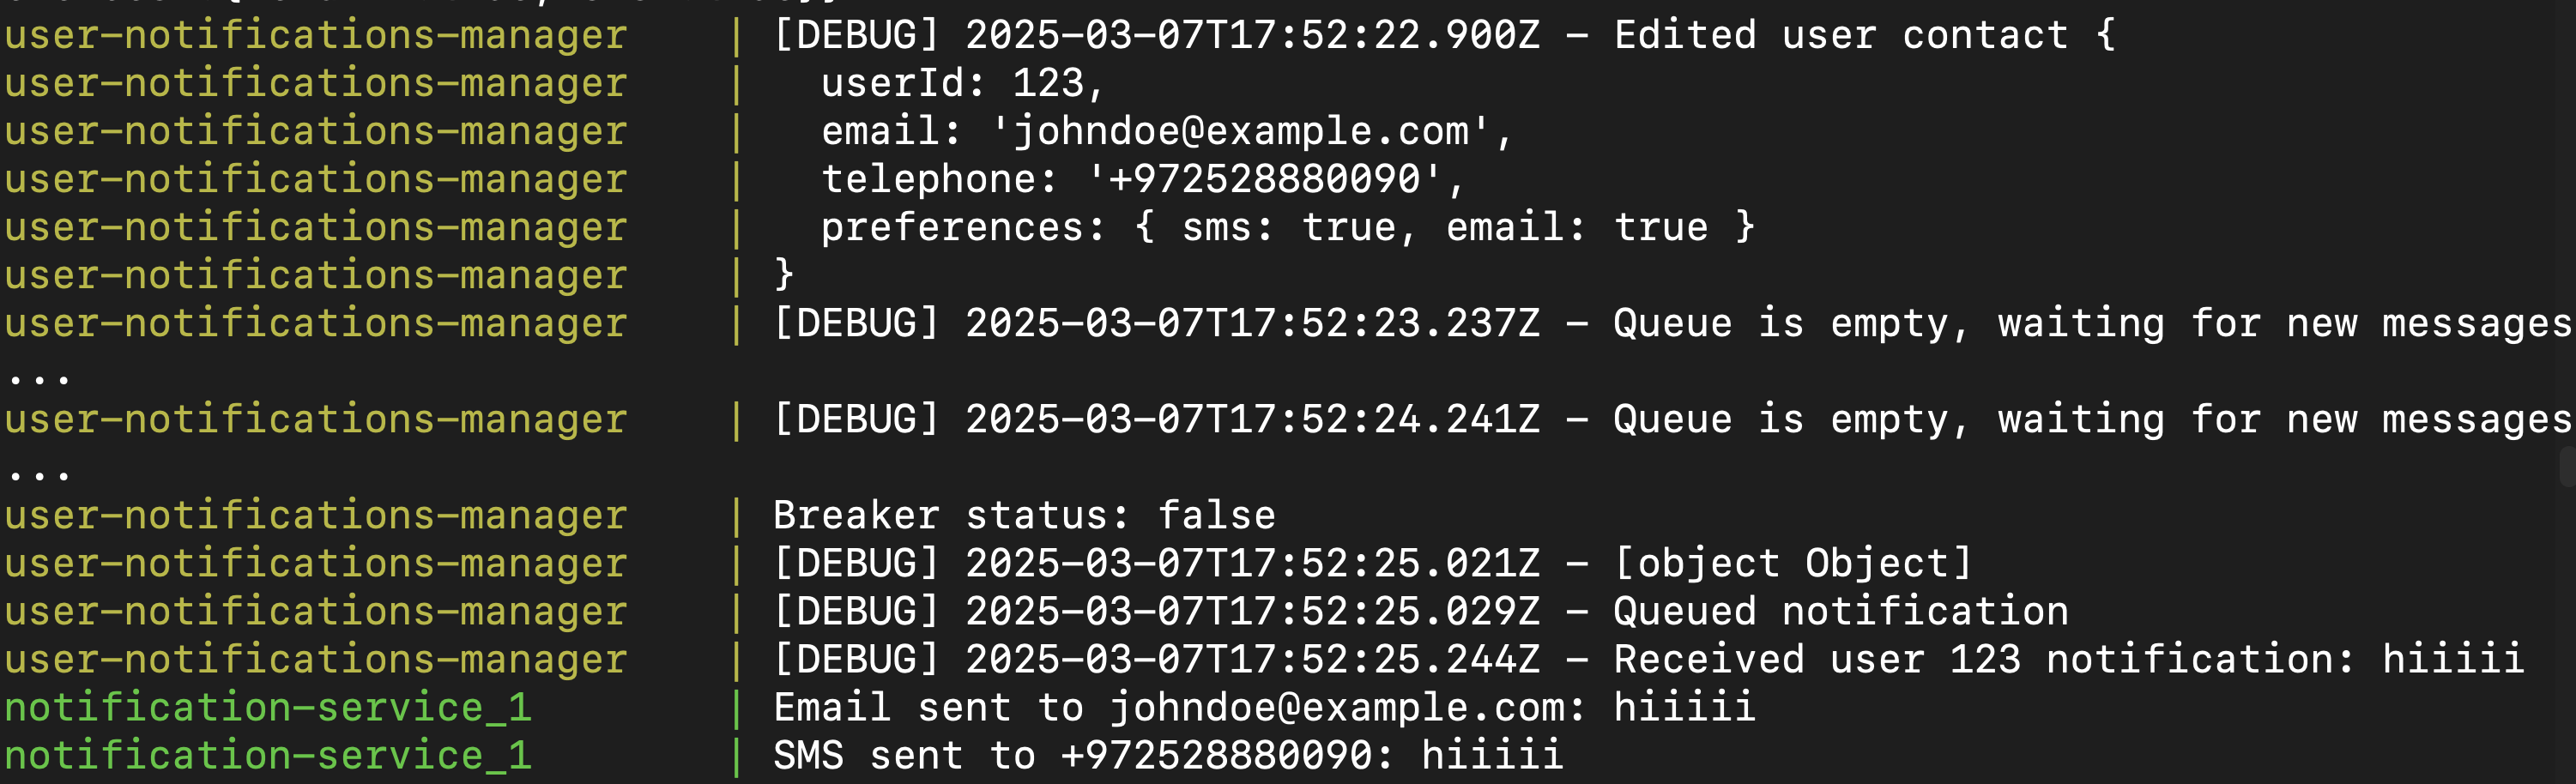 user-notifications-manager | [DEBUG] 2025-03-07T17:52:22.900Z - Edited user contact {
user-notifications-manager | userId: 123,
user-notifications-manager | email: 'johndoe@example.com',
user-notifications-manager | telephone: '+972528880090',
user-notifications-manager | preferences: { sms: true, email: true }
user-notifications-manager | }
user-notifications-manager | [DEBUG] 2025-03-07T17:52:23.237Z - Queue is empty, waiting for new messages
...
user-notifications-manager | [DEBUG] 2025-03-07T17:52:24.241Z - Queue is empty, waiting for new messages
...
user-notifications-manager | Breaker status: false
user-notifications-manager | [DEBUG] 2025-03-07T17:52:25.021Z - [object Object]
user-notifications-manager | [DEBUG] 2025-03-07T17:52:25.029Z - Queued notification
user-notifications-manager | [DEBUG] 2025-03-07T17:52:25.244Z - Received user 123 notification: hiiiii
notification-service_1 | Email sent to johndoe@example.com: hiiiii
notification-service_1 | SMS sent to +972528880090: hiiiii